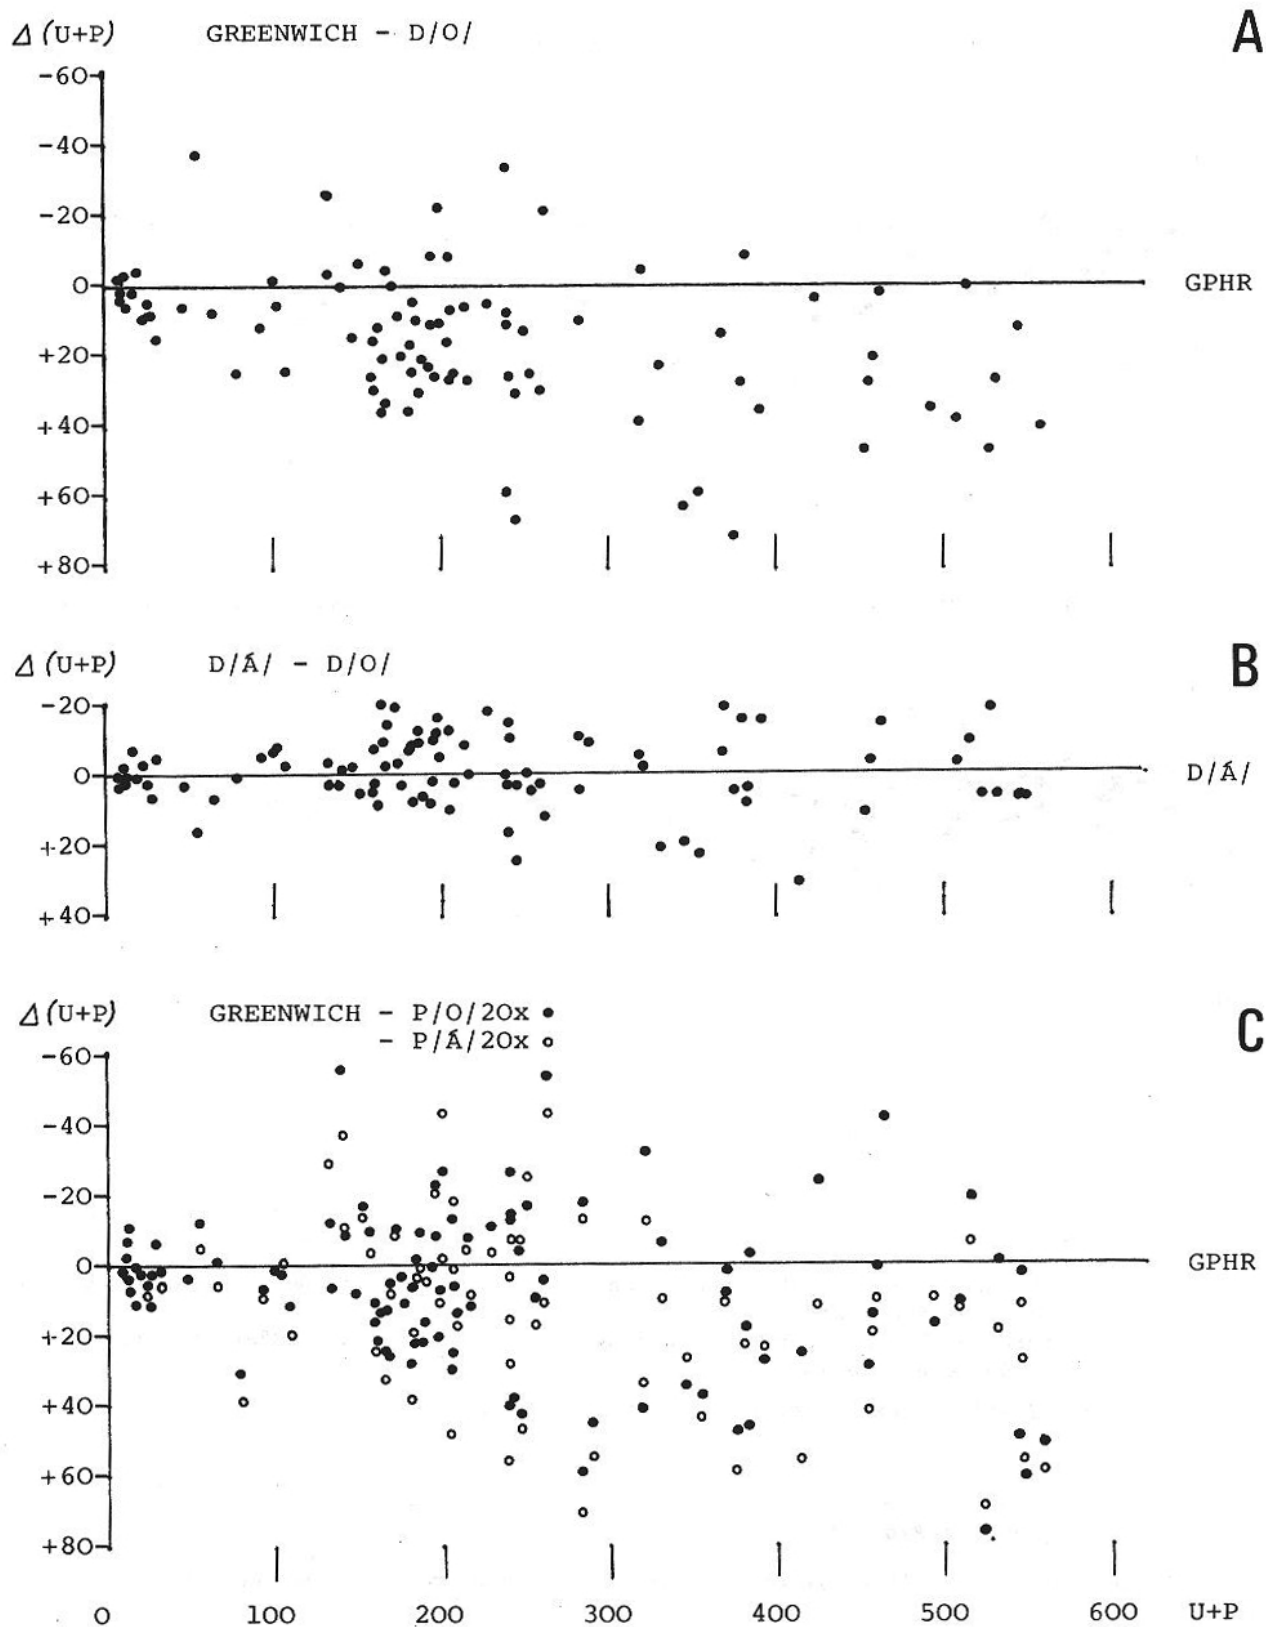 Δ(U+P) GREENWICH - D/O/ A
-60
-40
-20
0 GPHR
+20
+40
+60
+80
Δ(U+P) D/Á/ - D/O/ B
-20
0 D/Á/
+20
+40
Δ(U+P) GREENWICH - P/O/20x ● C
- P/Á/20x ○
-60
-40
-20
0 GPHR
+20
+40
+60
+80
0 100 200 300 400 500 600 U+P